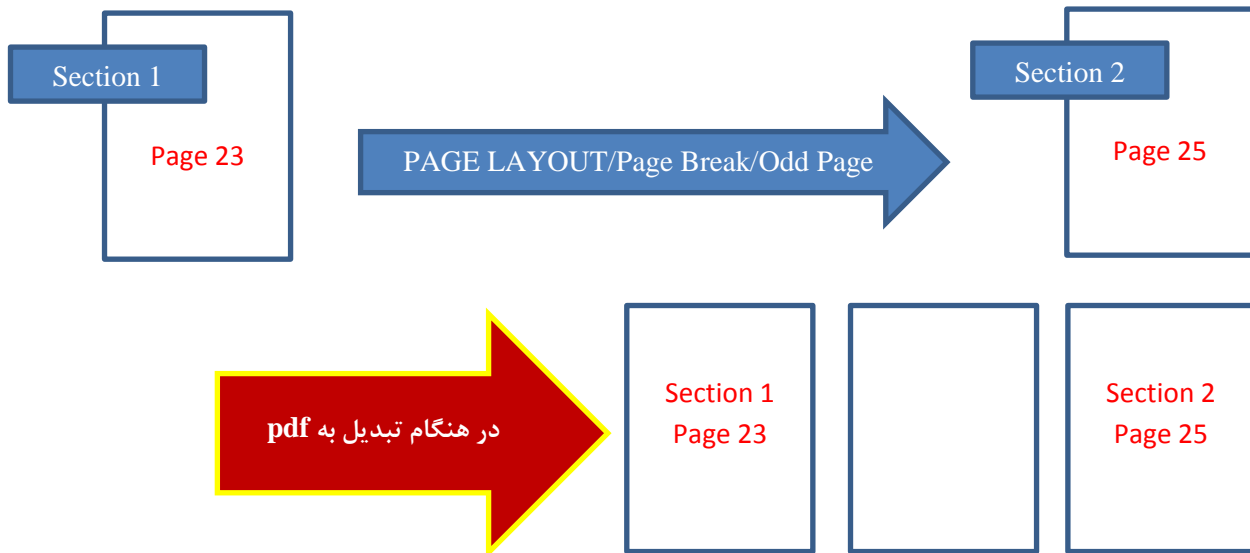 Section 1
Section 2
Page 23
PAGE LAYOUT/Page Break/Odd Page
Page 25
در هنگام تبدیل به pdf
Section 1
Page 23
Section 2
Page 25